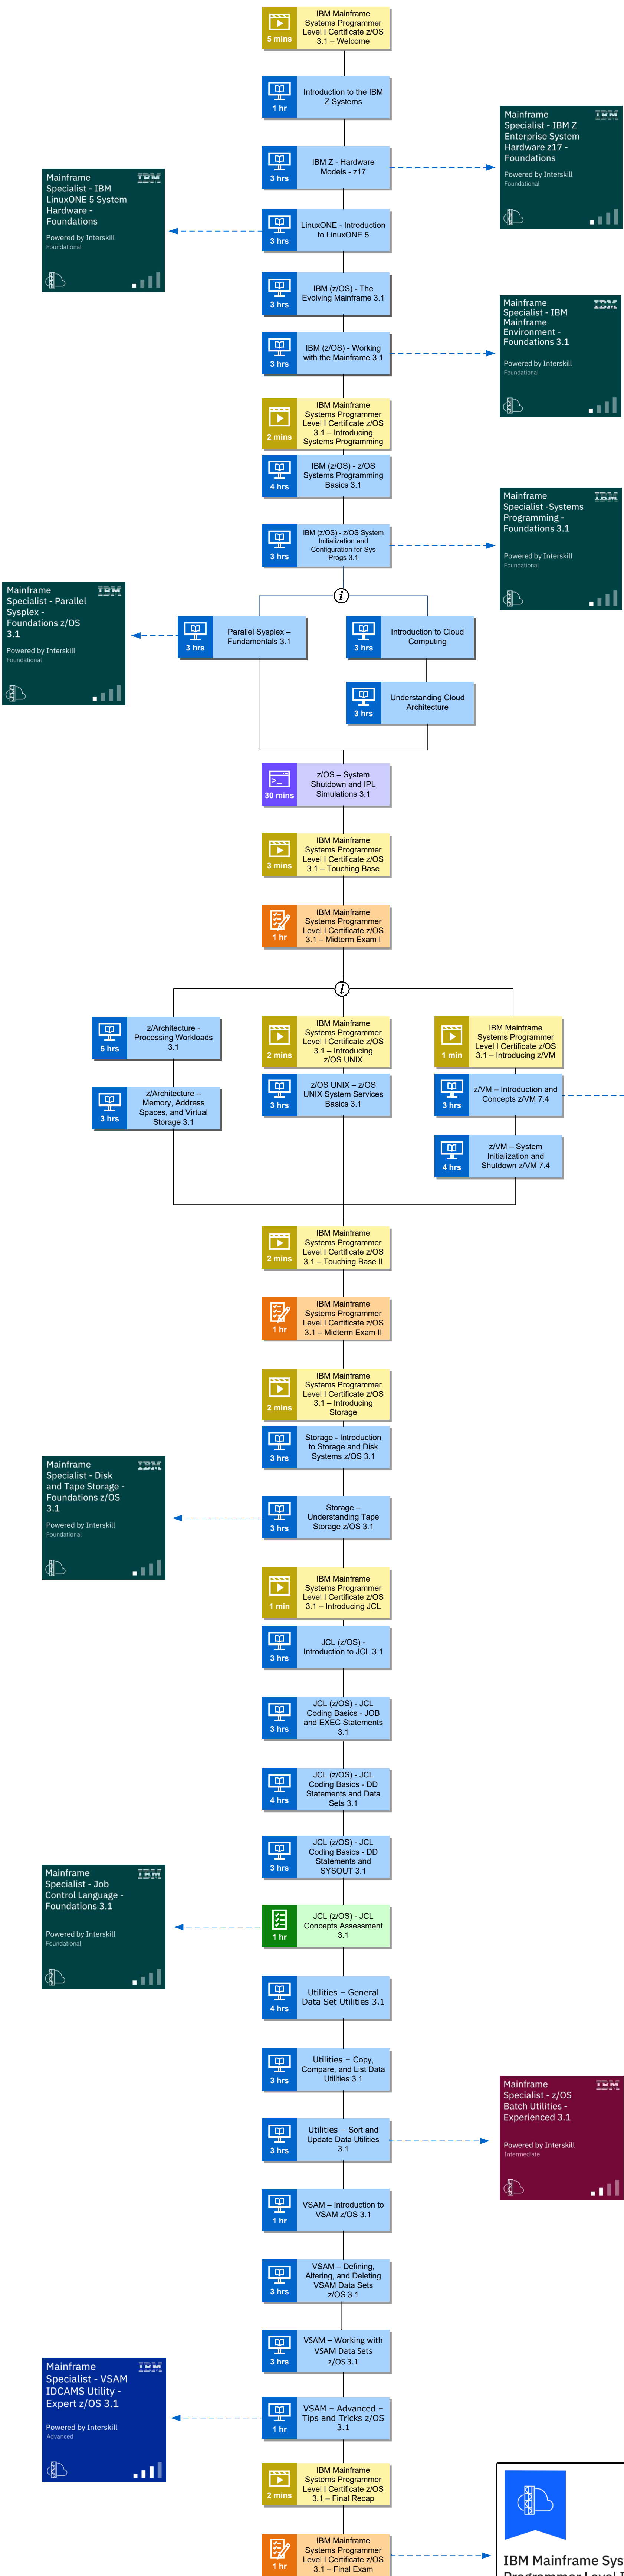 IBM Mainframe
Systems Programmer
Level I Certificate z/OS
3.1 – Welcome
5 mins
Introduction to the IBM
Z Systems
1 hr
IBM Z - Hardware
Models - z17
3 hrs
Mainframe
Specialist - IBM Z
Enterprise System
Hardware z17 -
Foundations
IBM
Powered by Interskill
Foundational
Mainframe
Specialist - IBM
LinuxONE 5 System
Hardware -
Foundations
IBM
Powered by Interskill
Foundational
LinuxONE - Introduction
to LinuxONE 5
3 hrs
IBM (z/OS) - The
Evolving Mainframe 3.1
3 hrs
IBM (z/OS) - Working
with the Mainframe 3.1
3 hrs
Mainframe
Specialist - IBM
Mainframe
Environment -
Foundations 3.1
IBM
Powered by Interskill
Foundational
IBM Mainframe
Systems Programmer
Level I Certificate z/OS
3.1 – Introducing
Systems Programming
2 mins
IBM (z/OS) - z/OS
Systems Programming
Basics 3.1
4 hrs
IBM (z/OS) - z/OS System
Initialization and
Configuration for Sys
Progs 3.1
3 hrs
Mainframe
Specialist -Systems
Programming -
Foundations 3.1
IBM
Powered by Interskill
Foundational
i
Mainframe
Specialist - Parallel
Sysplex -
Foundations z/OS
3.1
IBM
Powered by Interskill
Foundational
Parallel Sysplex –
Fundamentals 3.1
3 hrs
Introduction to Cloud
Computing
3 hrs
Understanding Cloud
Architecture
3 hrs
z/OS – System
Shutdown and IPL
Simulations 3.1
30 mins
IBM Mainframe
Systems Programmer
Level I Certificate z/OS
3.1 – Touching Base
3 mins
IBM Mainframe
Systems Programmer
Level I Certificate z/OS
3.1 – Midterm Exam I
1 hr
i
z/Architecture -
Processing Workloads
3.1
5 hrs
z/Architecture –
Memory, Address
Spaces, and Virtual
Storage 3.1
3 hrs
IBM Mainframe
Systems Programmer
Level I Certificate z/OS
3.1 – Introducing
z/OS UNIX
2 mins
z/OS UNIX – z/OS
UNIX System Services
Basics 3.1
3 hrs
IBM Mainframe
Systems Programmer
Level I Certificate z/OS
3.1 – Introducing z/VM
1 min
z/VM – Introduction and
Concepts z/VM 7.4
3 hrs
z/VM – System
Initialization and
Shutdown z/VM 7.4
4 hrs
IBM Mainframe
Systems Programmer
Level I Certificate z/OS
3.1 – Touching Base II
2 mins
IBM Mainframe
Systems Programmer
Level I Certificate z/OS
3.1 – Midterm Exam II
1 hr
IBM Mainframe
Systems Programmer
Level I Certificate z/OS
3.1 – Introducing
Storage
2 mins
Storage - Introduction
to Storage and Disk
Systems z/OS 3.1
3 hrs
Mainframe
Specialist - Disk
and Tape Storage -
Foundations z/OS
3.1
IBM
Powered by Interskill
Foundational
Storage –
Understanding Tape
Storage z/OS 3.1
3 hrs
IBM Mainframe
Systems Programmer
Level I Certificate z/OS
3.1 – Introducing JCL
1 min
JCL (z/OS) -
Introduction to JCL 3.1
3 hrs
JCL (z/OS) - JCL
Coding Basics - JOB
and EXEC Statements
3.1
3 hrs
JCL (z/OS) - JCL
Coding Basics - DD
Statements and Data
Sets 3.1
4 hrs
JCL (z/OS) - JCL
Coding Basics - DD
Statements and
SYSOUT 3.1
3 hrs
Mainframe
Specialist - Job
Control Language -
Foundations 3.1
IBM
Powered by Interskill
Foundational
JCL (z/OS) - JCL
Concepts Assessment
3.1
1 hr
Utilities – General
Data Set Utilities 3.1
4 hrs
Utilities – Copy,
Compare, and List Data
Utilities 3.1
3 hrs
Utilities – Sort and
Update Data Utilities
3.1
3 hrs
Mainframe
Specialist - z/OS
Batch Utilities -
Experienced 3.1
IBM
Powered by Interskill
Intermediate
VSAM – Introduction to
VSAM z/OS 3.1
1 hr
VSAM – Defining,
Altering, and Deleting
VSAM Data Sets
z/OS 3.1
3 hrs
VSAM – Working with
VSAM Data Sets
z/OS 3.1
3 hrs
Mainframe
Specialist - VSAM
IDCAMS Utility -
Expert z/OS 3.1
IBM
Powered by Interskill
Advanced
VSAM – Advanced –
Tips and Tricks z/OS
3.1
1 hr
IBM Mainframe
Systems Programmer
Level I Certificate z/OS
3.1 – Final Recap
2 mins
IBM Mainframe
Systems Programmer
Level I Certificate z/OS
3.1 – Final Exam
1 hr
IBM Mainframe Sys